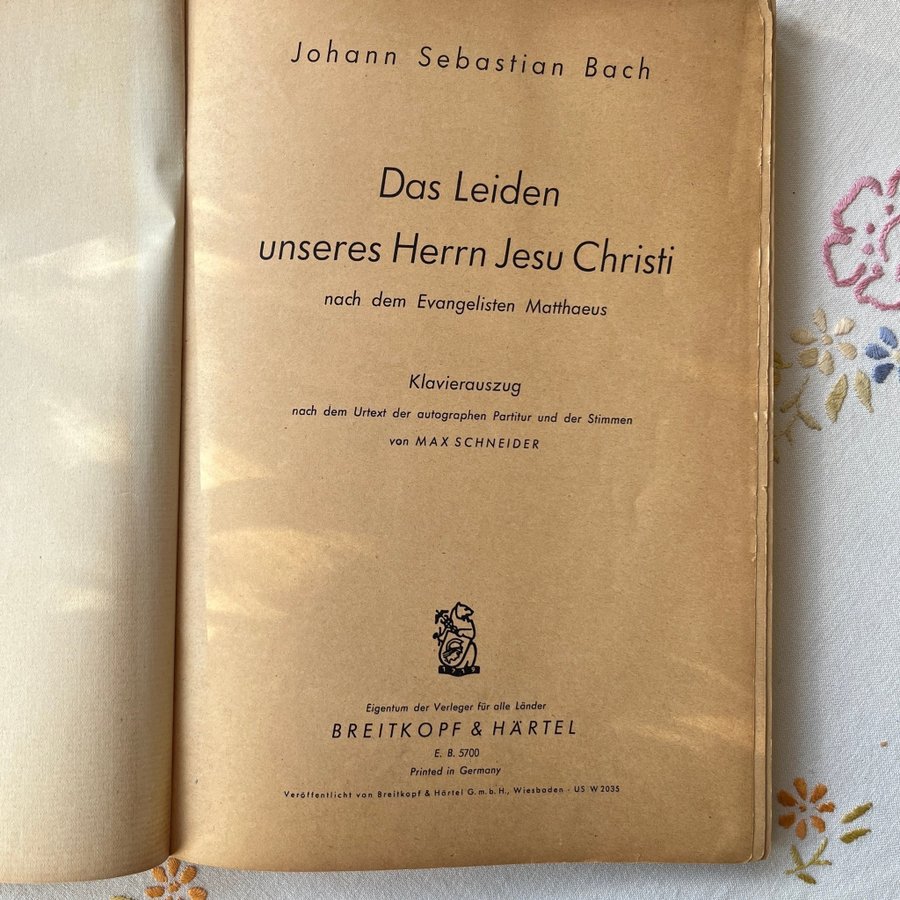 Johann Sebastian Bach
Das Leiden
unseres Herrn Jesu Christi
nach dem Evangelisten Matthaeus
Klavierauszug
nach dem Urtext der autographen Partitur und der Stimmen
von MAX SCHNEIDER
1719
Eigentum der Verleger für alle Länder
BREITKOPF & HÄRTEL
E. B. 5700
Printed in Germany
Veröffentlicht von Breitkopf & Härtel G. m. b. H., Wiesbaden · US W 2035